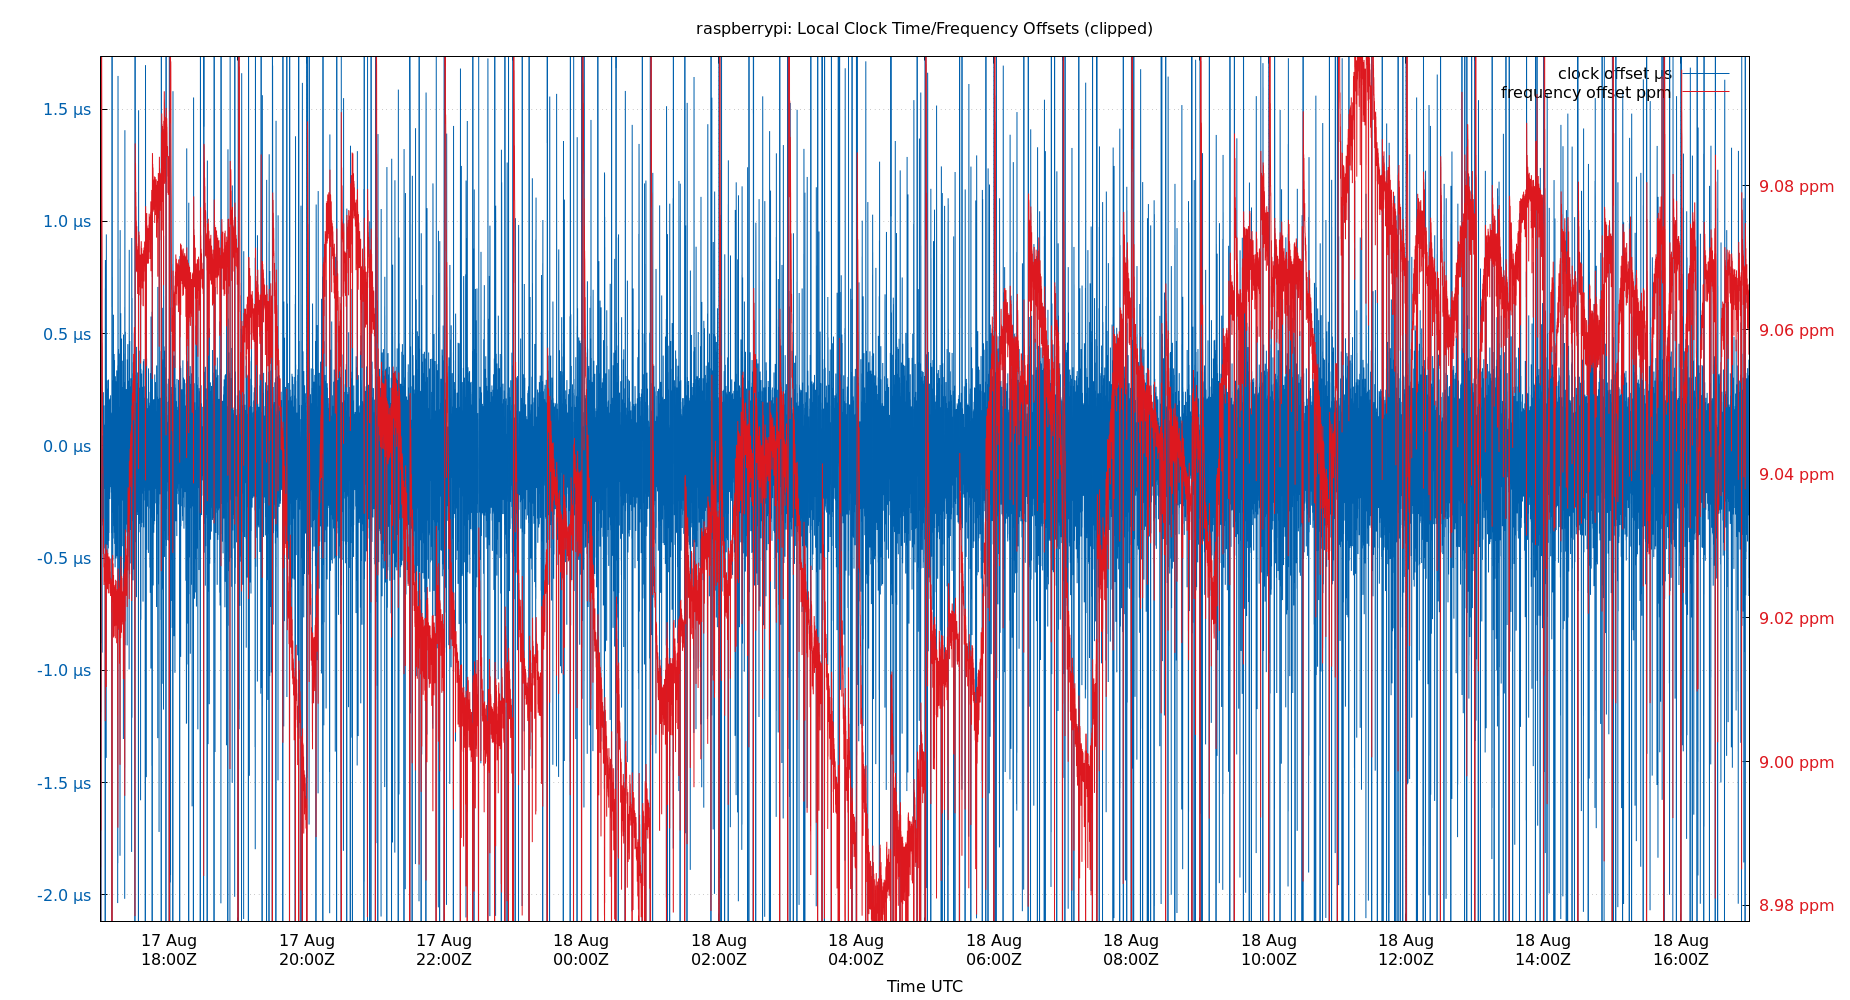 raspberrypi: Local Clock Time/Frequency Offsets (clipped)
clock offset µs
frequency offset ppm
1.5 µs
1.0 µs
0.5 µs
0.0 µs
-0.5 µs
-1.0 µs
-1.5 µs
-2.0 µs
9.08 ppm
9.06 ppm
9.04 ppm
9.02 ppm
9.00 ppm
8.98 ppm
17 Aug 17 Aug 17 Aug 18 Aug 18 Aug 18 Aug 18 Aug 18 Aug 18 Aug 18 Aug 18 Aug 18 Aug
18:00Z 20:00Z 22:00Z 00:00Z 02:00Z 04:00Z 06:00Z 08:00Z 10:00Z 12:00Z 14:00Z 16:00Z
Time UTC